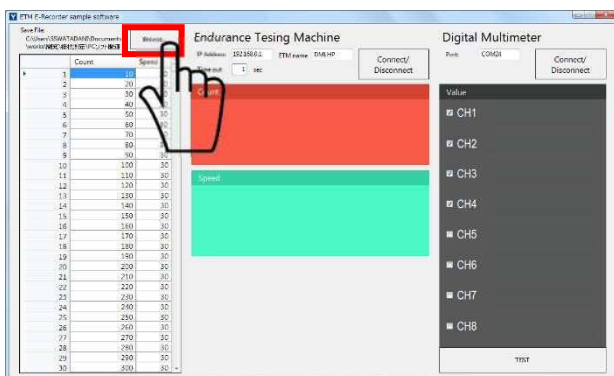 ETM E-Recorder sample software
Save File:
Browse
Endurance Tesing Machine
Digital Multimeter
IP Address: 192.168.0.1
ETM name DMLHP
Connect/
Disconnect
Port: COM24
Connect/
Disconnect
Time out 1 sec
Count Speed
1 10
2 20
3 30
4 40
5 50
6 60
7 70
8 80
9 90
10 100 30
11 110 30
12 120 30
13 130 30
14 140 30
15 150 30
16 160 30
17 170 30
18 180 30
19 190 30
20 200 30
21 210 30
22 220 30
23 230 30
24 240 30
25 250 30
26 260 30
27 270 30
28 280 30
29 290 30
30 300 30
Count
Speed
Value
CH1
CH2
CH3
CH4
CH5
CH6
CH7
CH8
TEST